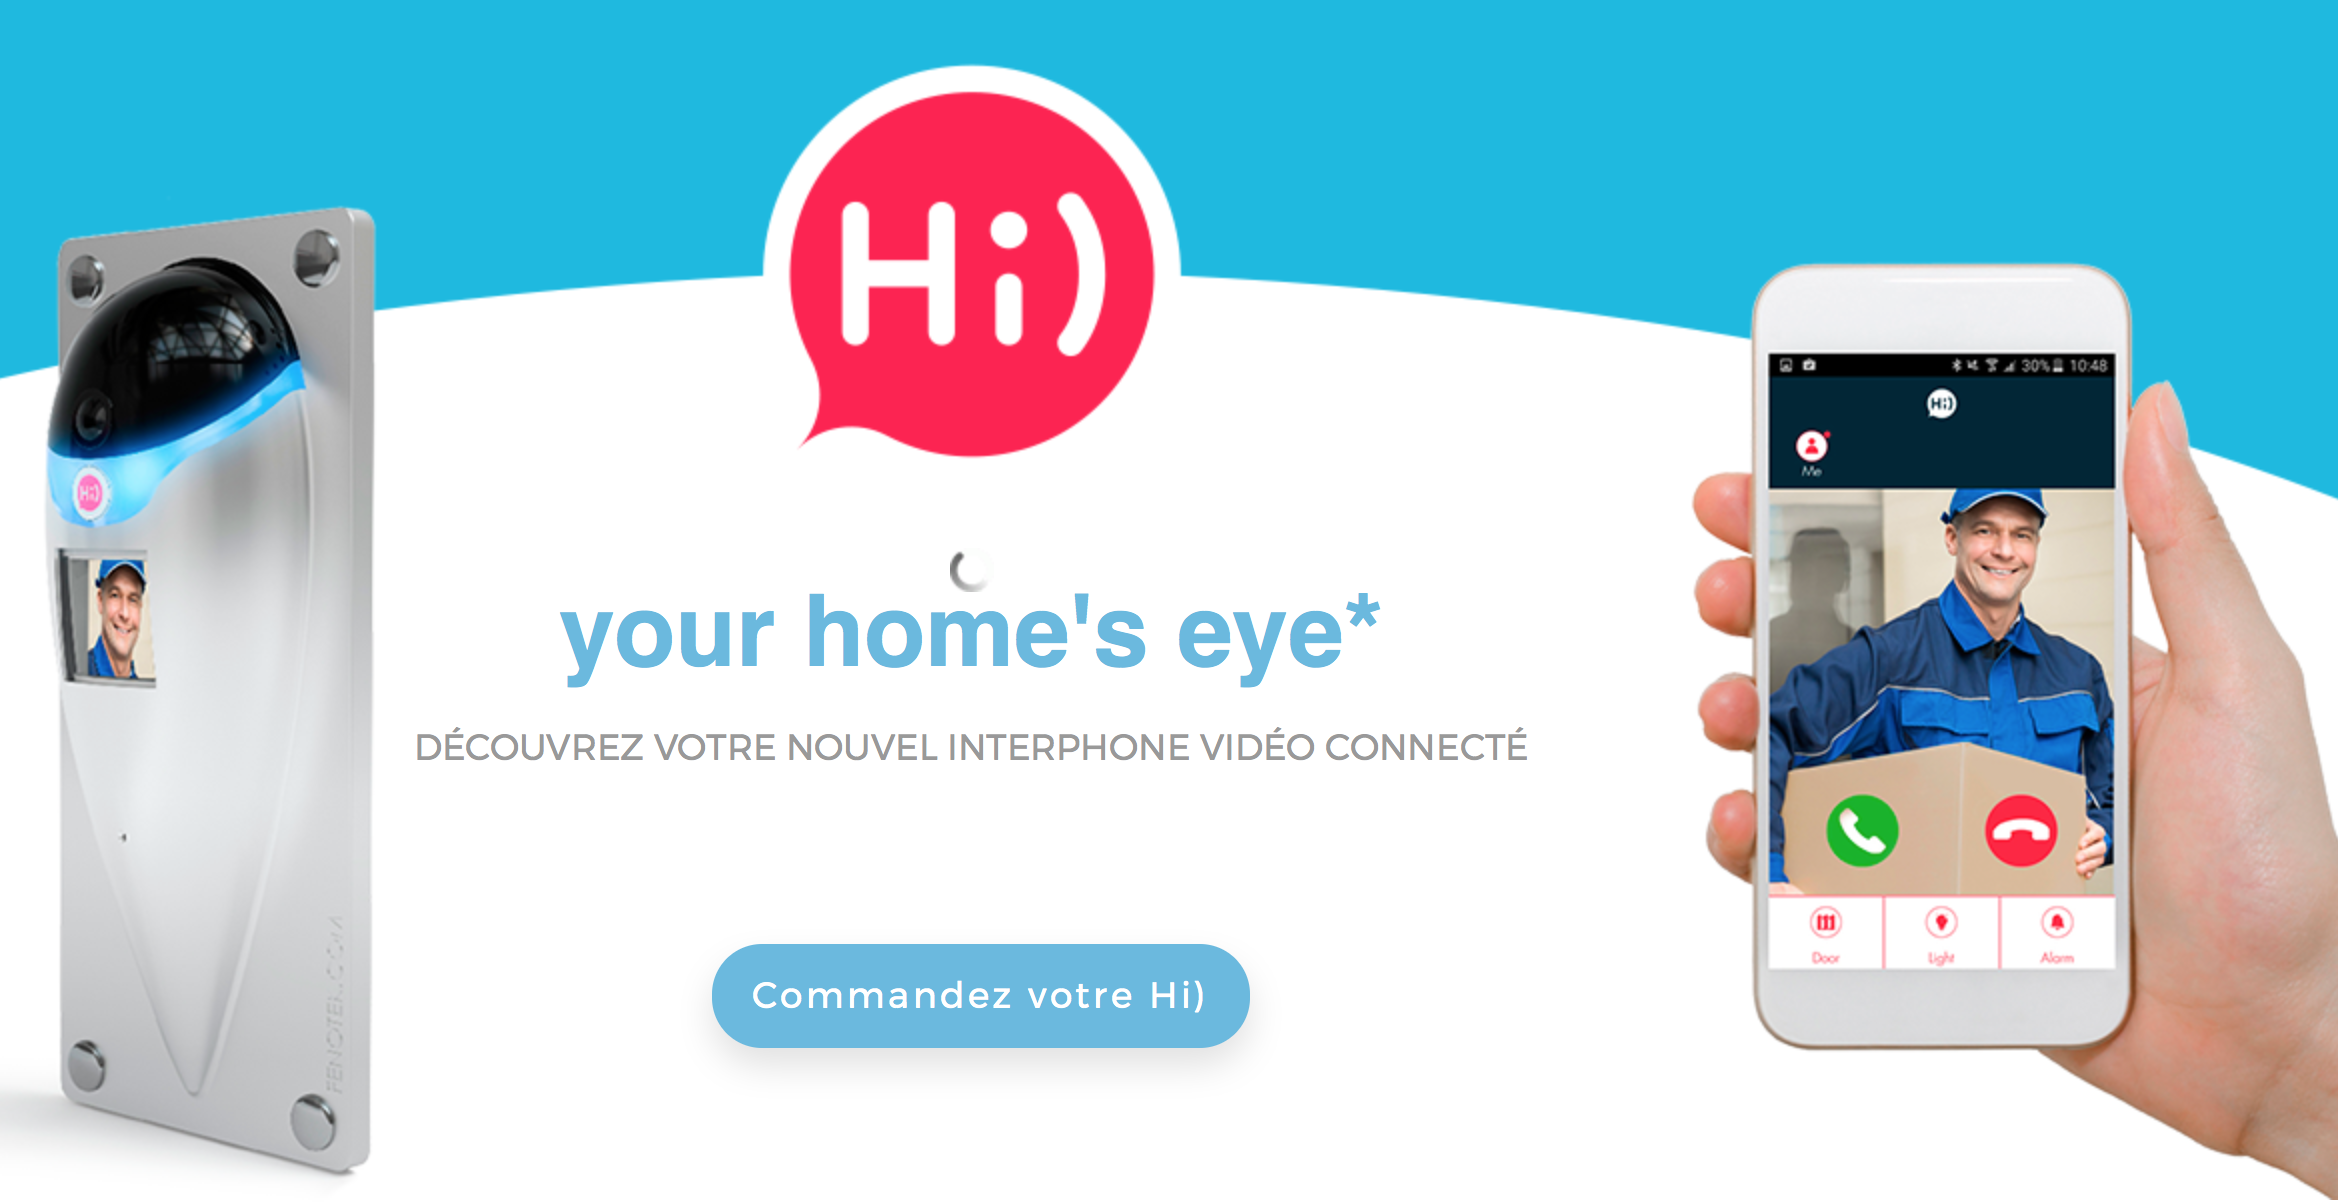 Hi)
your home's eye*
DÉCOUVREZ VOTRE NOUVEL INTERPHONE VIDÉO CONNECTÉ
Commandez votre Hi)
Hi)
FENOTEK.COM
30% 10:48
Hi)
Me
Door Light Alarm